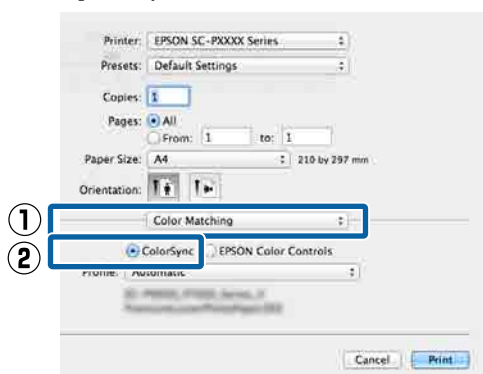 Printer: EPSON SC-PXXXX Series
Presets: Default Settings
Copies: 1
Pages: All
From: 1 to: 1
Paper Size: A4 210 by 297 mm
Orientation:
1 Color Matching
2 ColorSync EPSON Color Controls
Profile: Automatic
Cancel Print